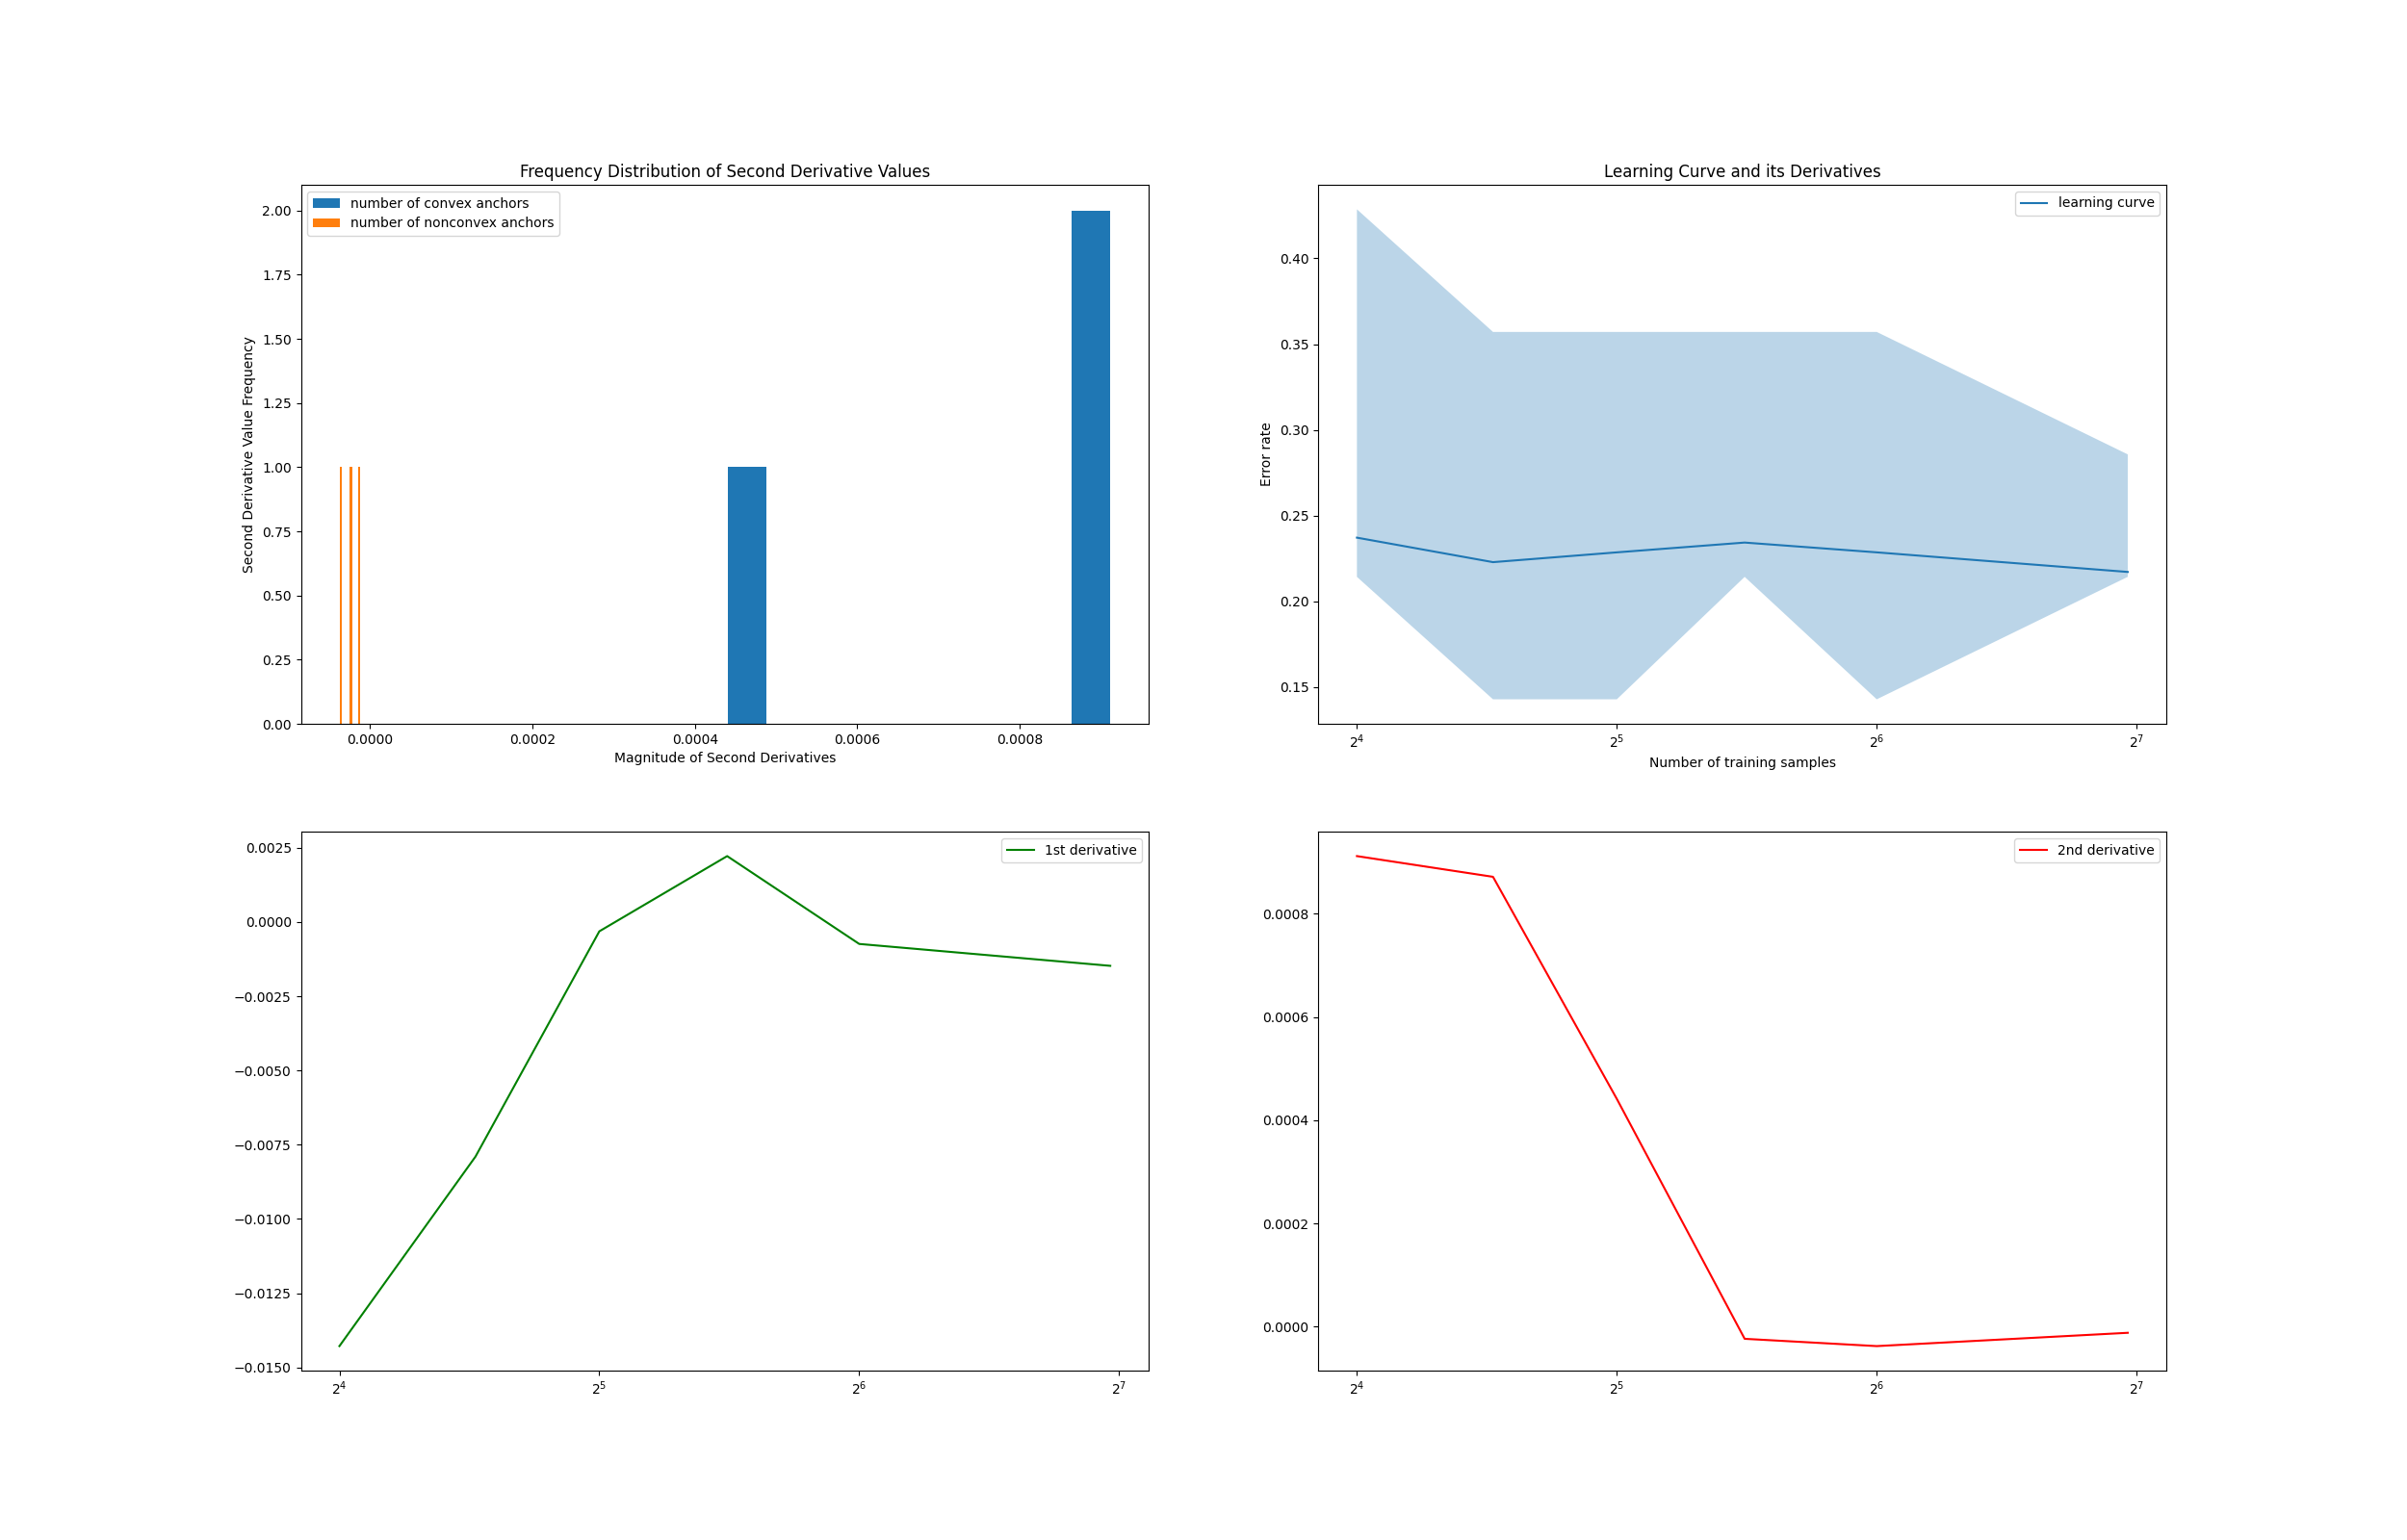 Frequency Distribution of Second Derivative Values
number of convex anchors
number of nonconvex anchors
2.00
1.75
1.50
1.25
1.00
0.75
0.50
0.25
0.00
Second Derivative Value Frequency
0.0000 0.0002 0.0004 0.0006 0.0008
Magnitude of Second Derivatives
Learning Curve and its Derivatives
learning curve
0.40
0.35
0.30
0.25
0.20
0.15
Error rate
2⁴ 2⁵ 2⁶ 2⁷
Number of training samples
1st derivative
0.0025
0.0000
−0.0025
−0.0050
−0.0075
−0.0100
−0.0125
−0.0150
2⁴ 2⁵ 2⁶ 2⁷
2nd derivative
0.0008
0.0006
0.0004
0.0002
0.0000
2⁴ 2⁵ 2⁶ 2⁷